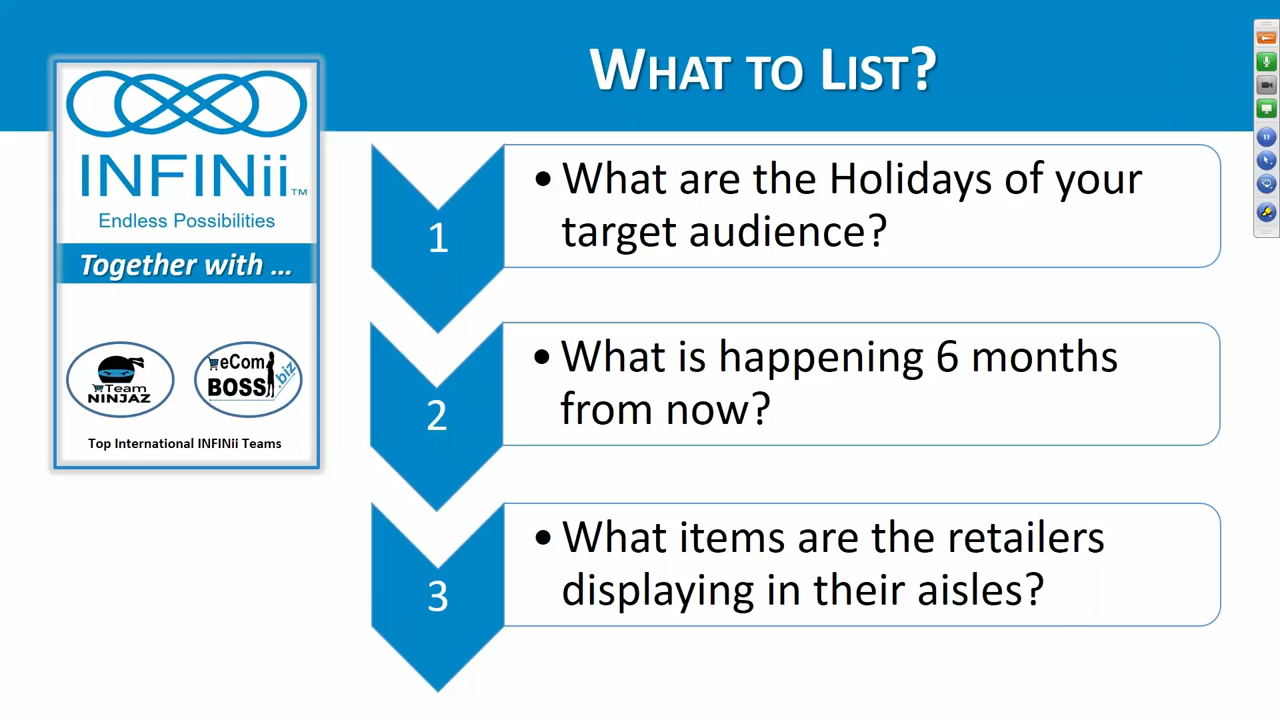 WHAT TO LIST?
INFINii™
Endless Possibilities
Together with ...
Team
NINJAZ
eCom
BOSS
.biz
Top International INFINii Teams
1
• What are the Holidays of your
target audience?
2
• What is happening 6 months
from now?
3
• What items are the retailers
displaying in their aisles?